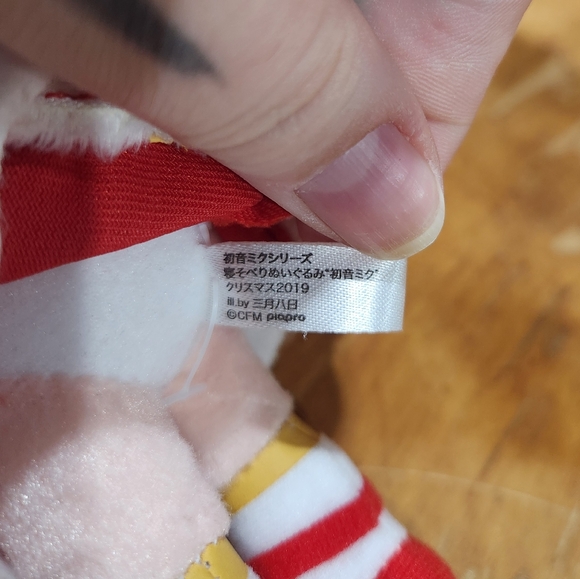 初音ミクシリーズ
寝そべりぬいぐるみ"初音ミク"
クリスマス2019
ill.by 三月八日
©CFM piapro